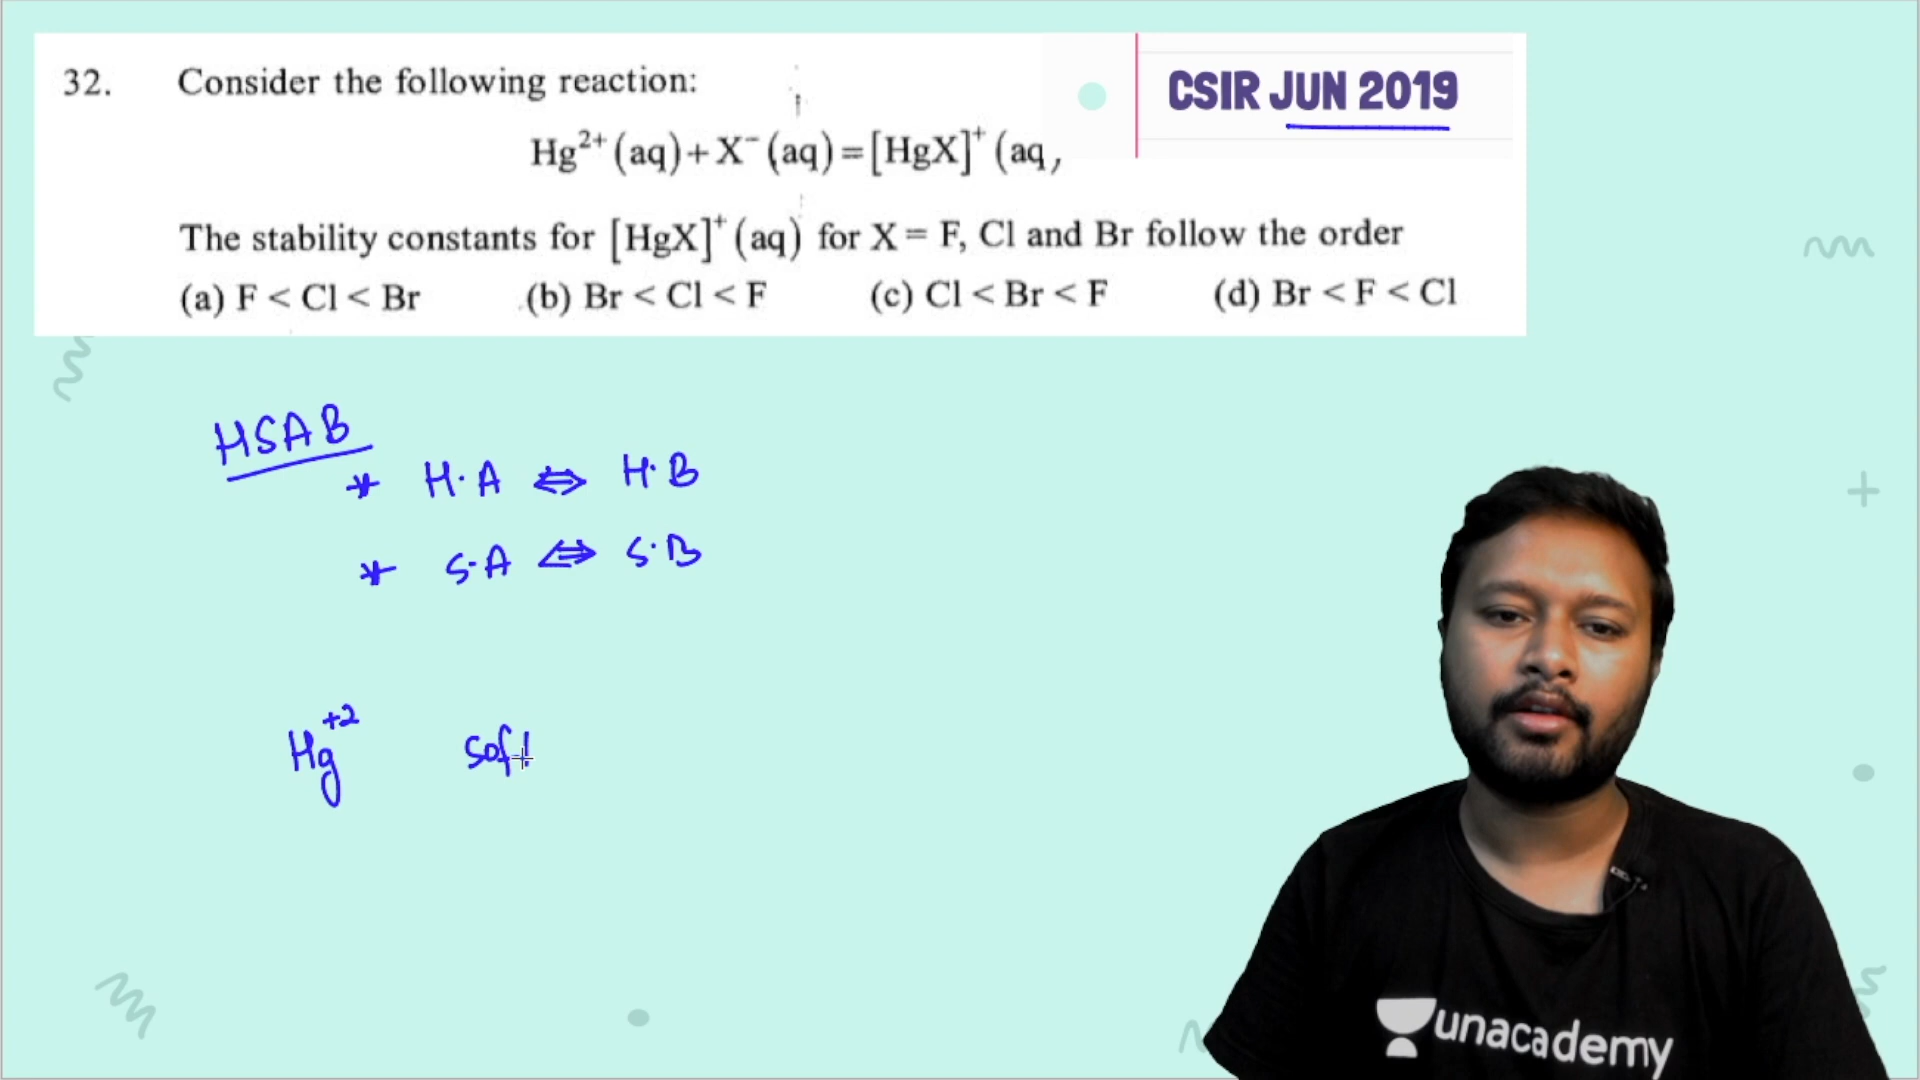 32. Consider the following reaction:
CSIR JUN 2019
Hg²⁺(aq)+X⁻(aq)=[HgX]⁺(aq,
The stability constants for [HgX]⁺(aq) for X= F, Cl and Br follow the order
(a) F < Cl < Br (b) Br < Cl < F (c) Cl < Br < F (d) Br < F < Cl
HSAB
* H·A ⇔ H·B
* S·A ⇔ S·B
Hg⁺² Soft
unacademy